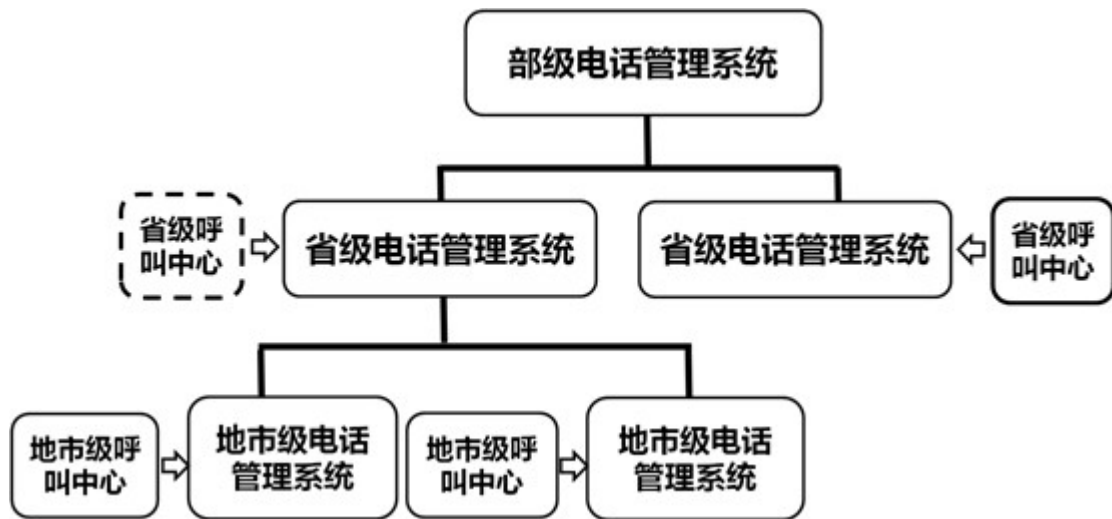 部级电话管理系统
省级呼
叫中心
省级电话管理系统
省级电话管理系统
省级呼
叫中心
地市级呼
叫中心
地市级电话
管理系统
地市级呼
叫中心
地市级电话
管理系统